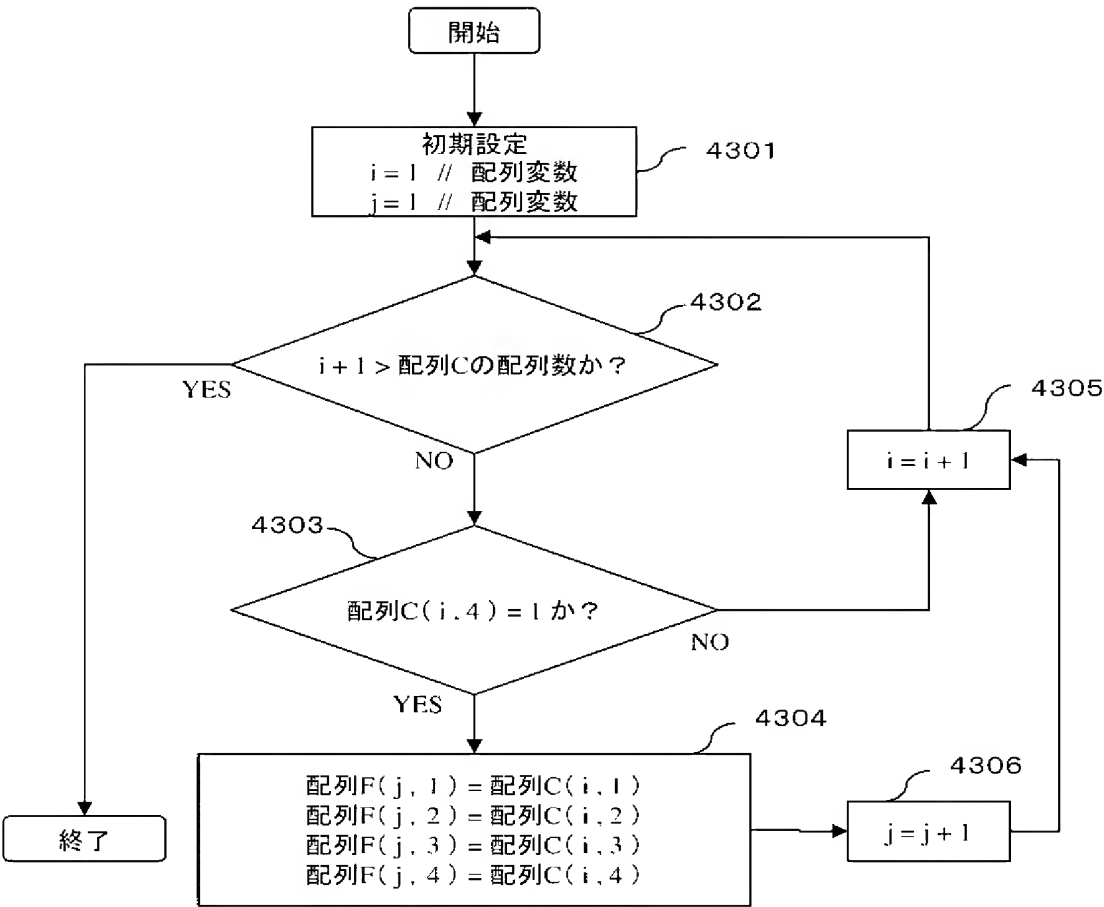 開始
初期設定
i = 1 // 配列変数
j = 1 // 配列変数
4301
4302
i + 1 > 配列Cの配列数か？
YES
NO
4305
i = i + 1
4303
配列C( i , 4 ) = 1 か？
NO
YES
4304
配列F( j , 1 ) = 配列C( i , 1 )
配列F( j , 2 ) = 配列C( i , 2 )
配列F( j , 3 ) = 配列C( i , 3 )
配列F( j , 4 ) = 配列C( i , 4 )
4306
j = j + 1
終了